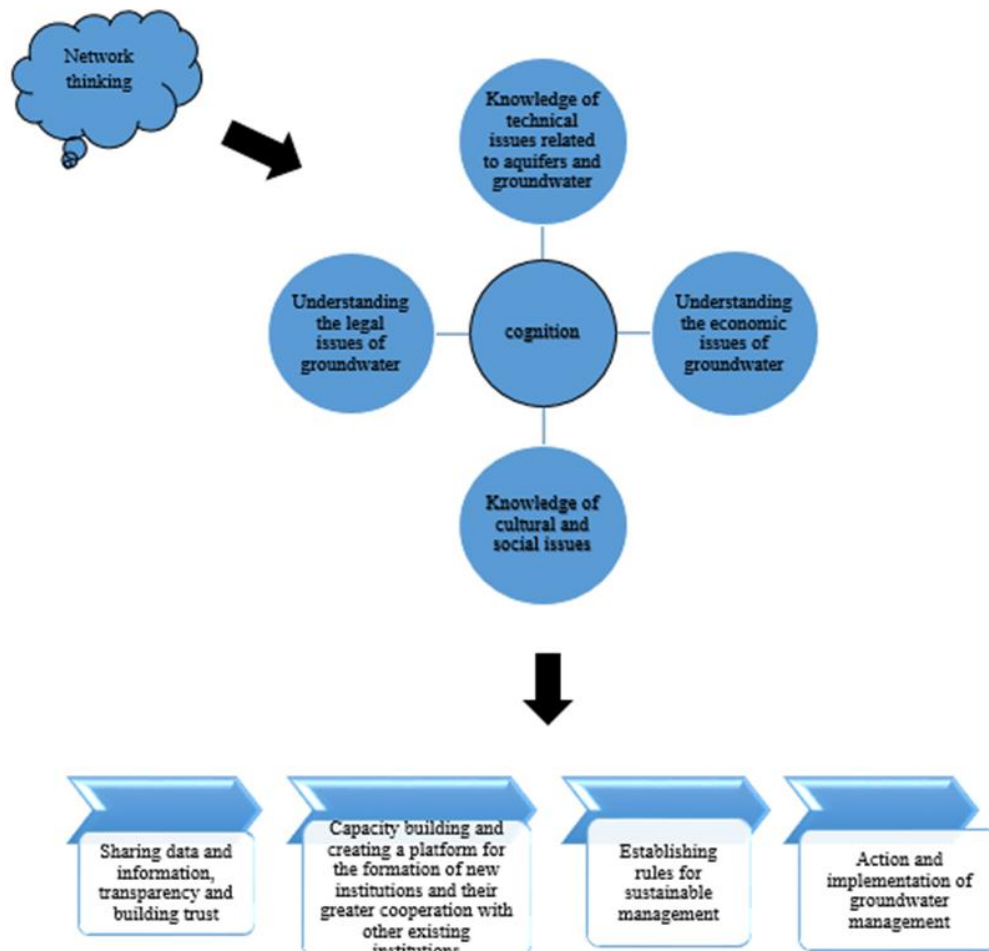 Network
thinking
Knowledge of
technical
issues related
to aquifers and
groundwater
Understanding
the legal
issues of
groundwater
cognition
Understanding
the economic
issues of
groundwater
Knowledge of
cultural and
social issues
Sharing data and
information,
transparency and
building trust
Capacity building and
creating a platform for
the formation of new
institutions and their
greater cooperation with
other existing
institutions
Establishing
rules for
sustainable
management
Action and
implementation of
groundwater
management